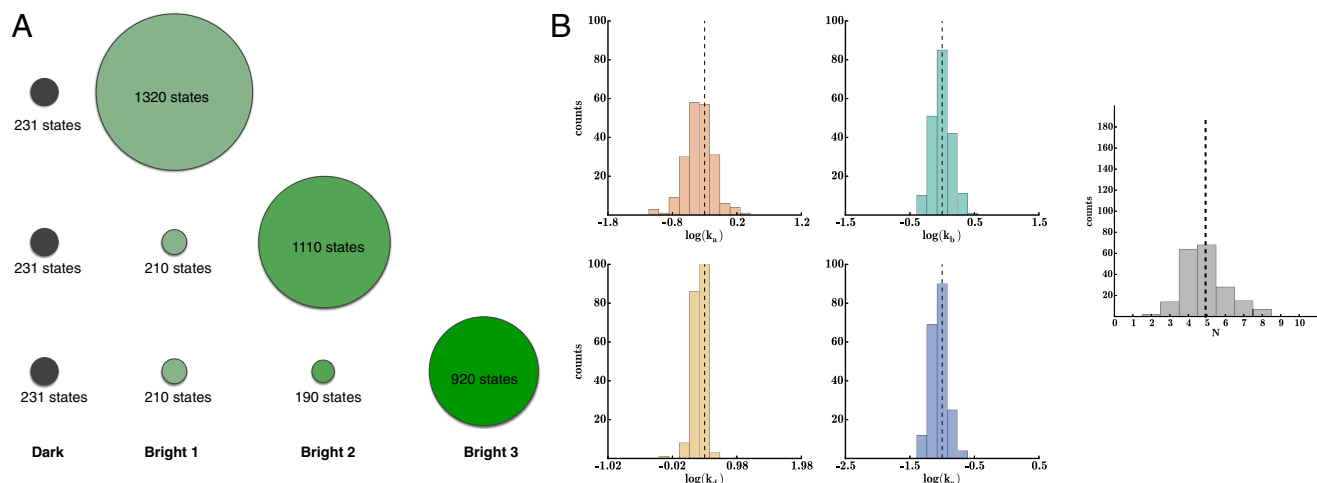 A
1320 states
231 states
1110 states
231 states
210 states
920 states
231 states
210 states
190 states
Dark
Bright 1
Bright 2
Bright 3
B
100
80
60
40
20
counts
-1.8
-0.8
0.2
1.2
log(k_a)
100
80
60
40
20
counts
-1.5
-0.5
0.5
1.5
log(k_b)
100
80
60
40
20
counts
-1.02
-0.02
0.98
1.98
100
80
60
40
20
counts
-2.5
-1.5
-0.5
0.5
180
160
140
120
100
80
60
40
20
counts
0 1 2 3 4 5 6 7 8 9 10
N